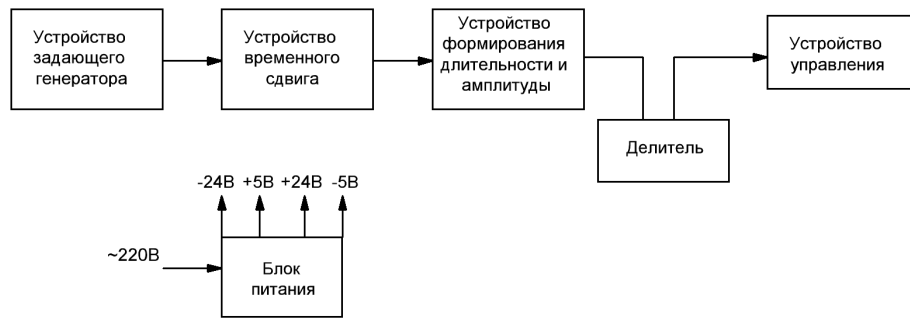 Устройство
задающего
генератора
Устройство
временного
сдвига
Устройство
формирования
длительности и
амплитуды
Устройство
управления
Делитель
-24В +5В +24В -5В
~220В
Блок
питания